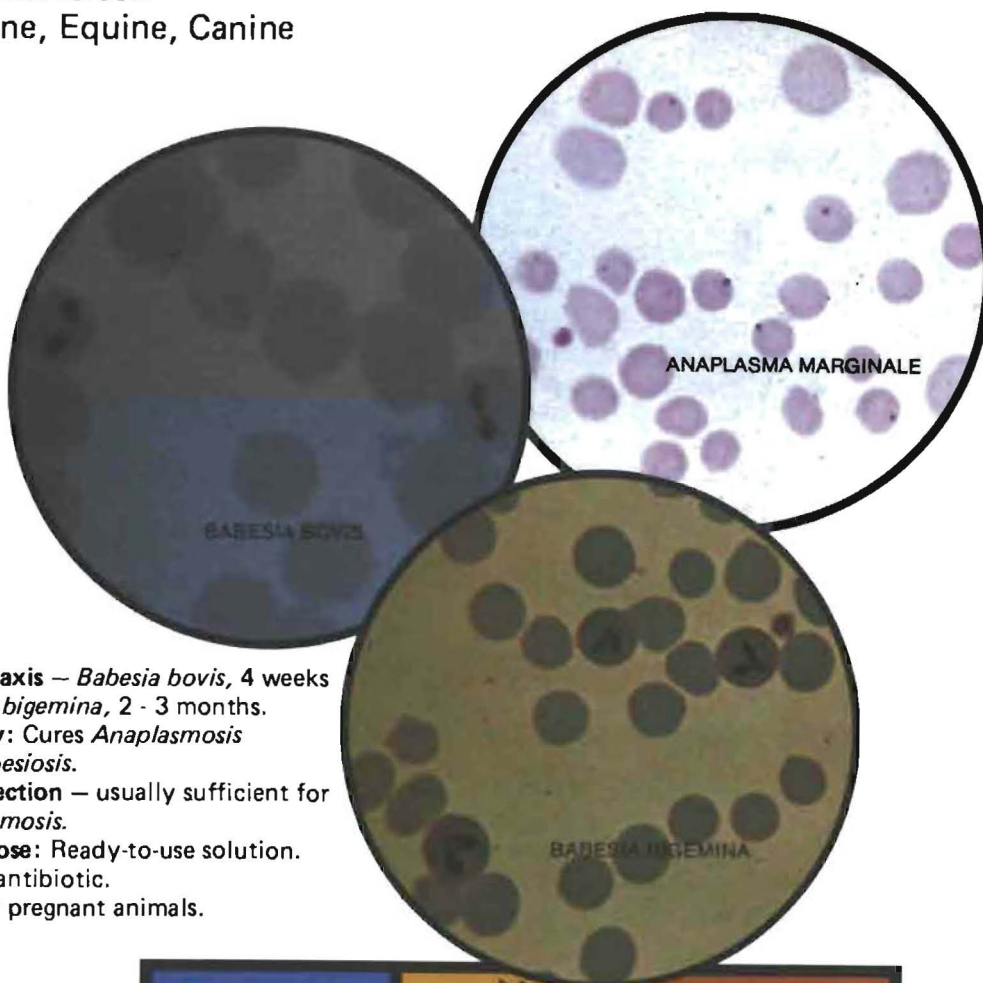 ne, Equine, Canine
ANAPLASMA MARGINALE
BABESIA BOVIS
axis — Babesia bovis, 4 weeks
bigemina, 2 - 3 months.
: Cures Anaplasmosis
esiosis.
ection — usually sufficient for
mosis.
ose: Ready-to-use solution.
antibiotic.
pregnant animals.
BABESIA BIGEMINA